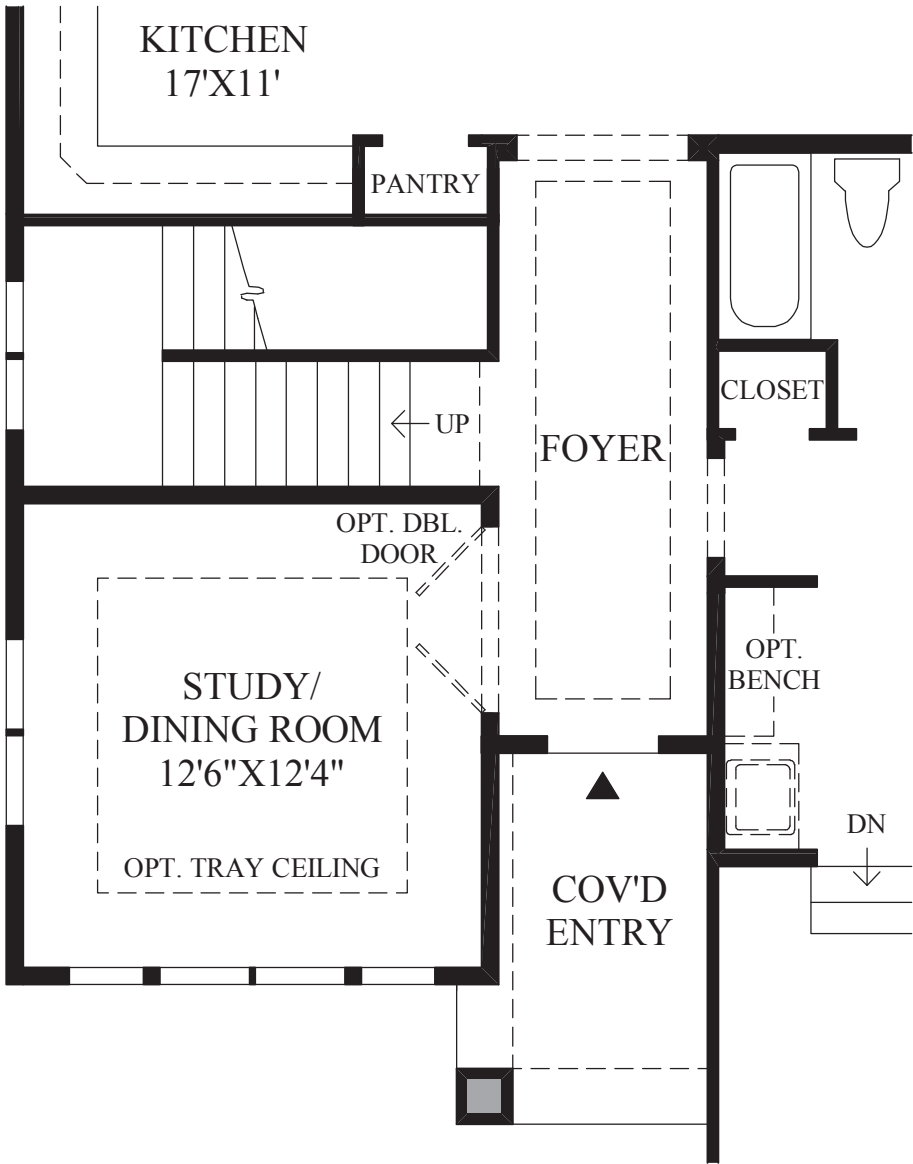 KITCHEN
17'X11'
PANTRY
CLOSET
UP
FOYER
OPT. DBL.
DOOR
STUDY/
DINING ROOM
12'6"X12'4"
OPT. TRAY CEILING
OPT.
BENCH
DN
COV'D
ENTRY